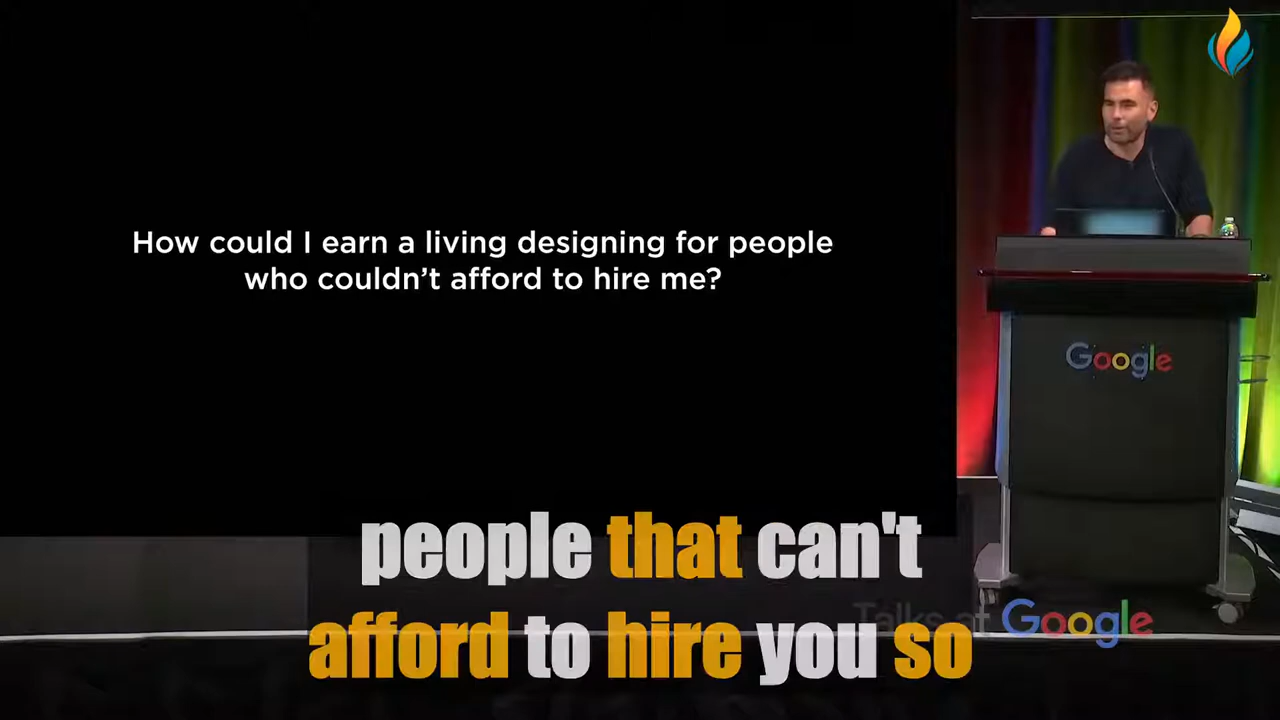 How could I earn a living designing for people
who couldn't afford to hire me?
Google
people that can't
afford to hire you so
Talks at Google